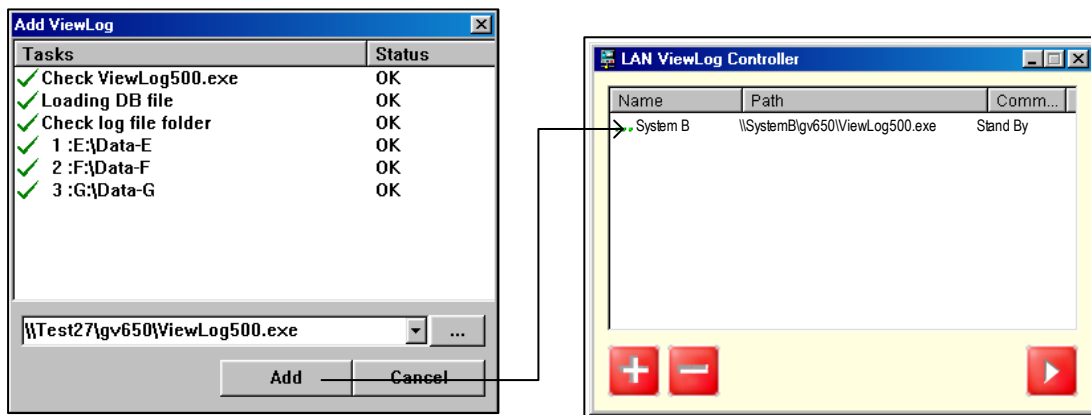 Add ViewLog
Tasks Status
Check ViewLog500.exe OK
Loading DB file OK
Check log file folder OK
1 :E:\Data-E OK
2 :F:\Data-F OK
3 :G:\Data-G OK
\\Test27\gv650\ViewLog500.exe ...
Add Cancel
LAN ViewLog Controller
Name Path Comm...
System B \\SystemB\gv650\ViewLog500.exe Stand By